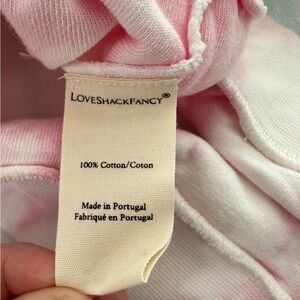 LOVESHACKFANCY®
100% Cotton/Coton
Made in Portugal
Fabriqué en Portugal